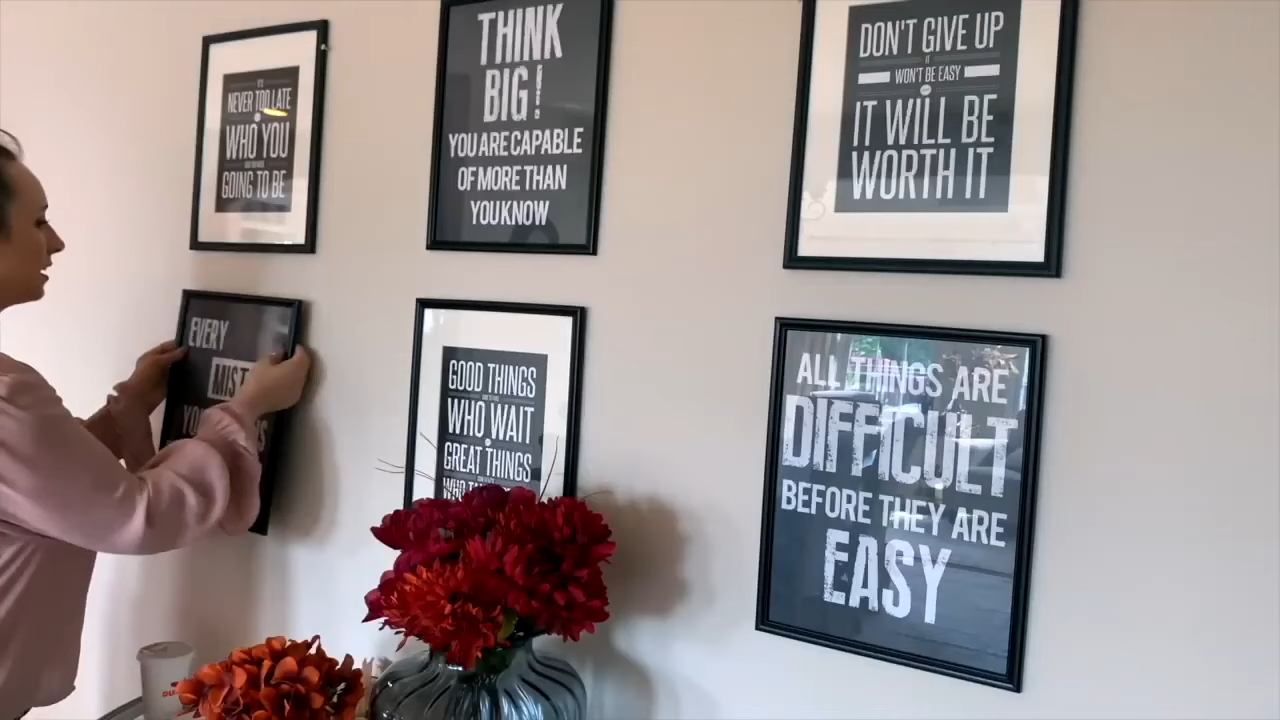 NEVER TOO LATE
WHO YOU
GOING TO BE
THINK
BIG!
YOU ARE CAPABLE
OF MORE THAN
YOU KNOW
DON'T GIVE UP
IT
WON'T BE EASY
IT WILL BE
WORTH IT
EVERY
GOOD THINGS
WHO WAIT
GREAT THINGS
ALL THINGS ARE
DIFFICULT
BEFORE THEY ARE
EASY